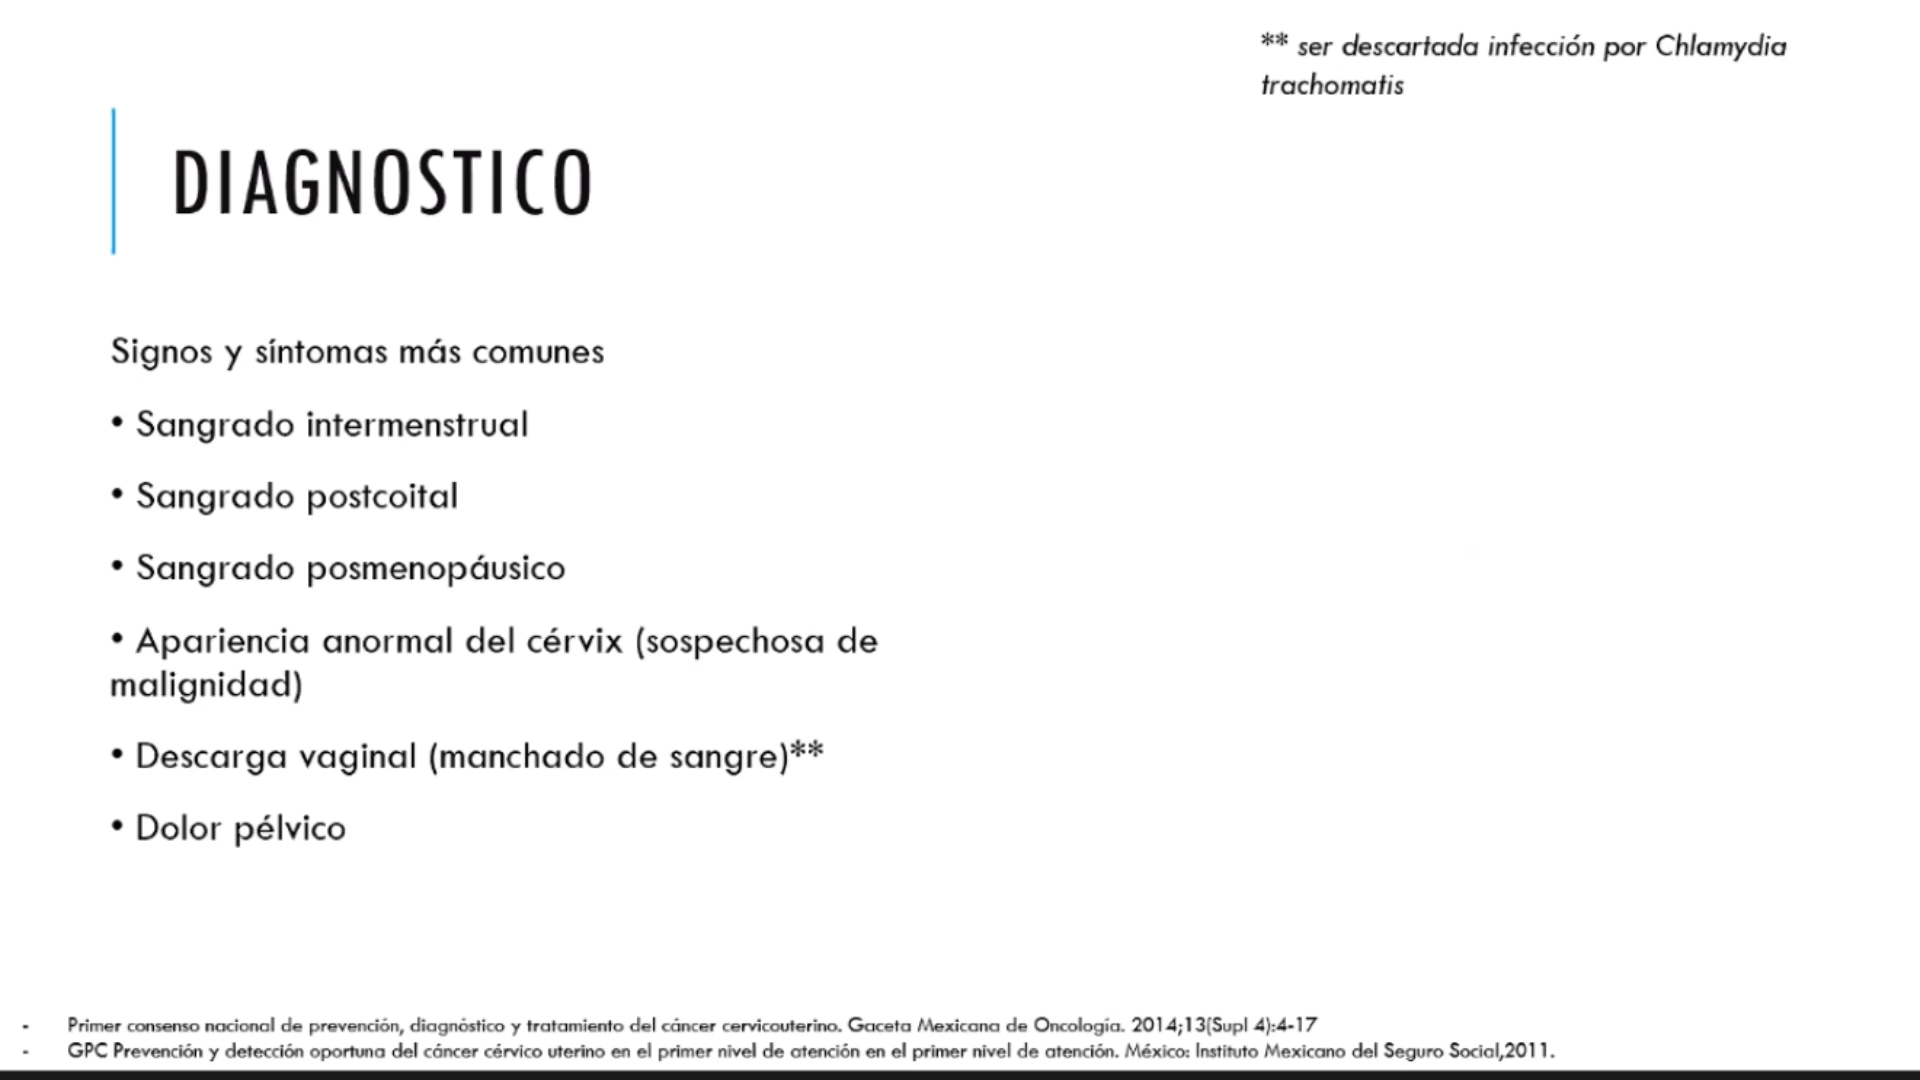 ** ser descartada infección por Chlamydia
trachomatis
DIAGNOSTICO
Signos y síntomas más comunes
• Sangrado intermenstrual
• Sangrado postcoital
• Sangrado posmenopáusico
• Apariencia anormal del cérvix (sospechosa de
malignidad)
• Descarga vaginal (manchado de sangre)**
• Dolor pélvico
- Primer consenso nacional de prevención, diagnóstico y tratamiento del cáncer cervicouterino. Gaceta Mexicana de Oncología. 2014;13(Supl 4):4-17
- GPC Prevención y detección oportuna del cáncer cérvico uterino en el primer nivel de atención en el primer nivel de atención. México: Instituto Mexicano del Seguro Social,2011.